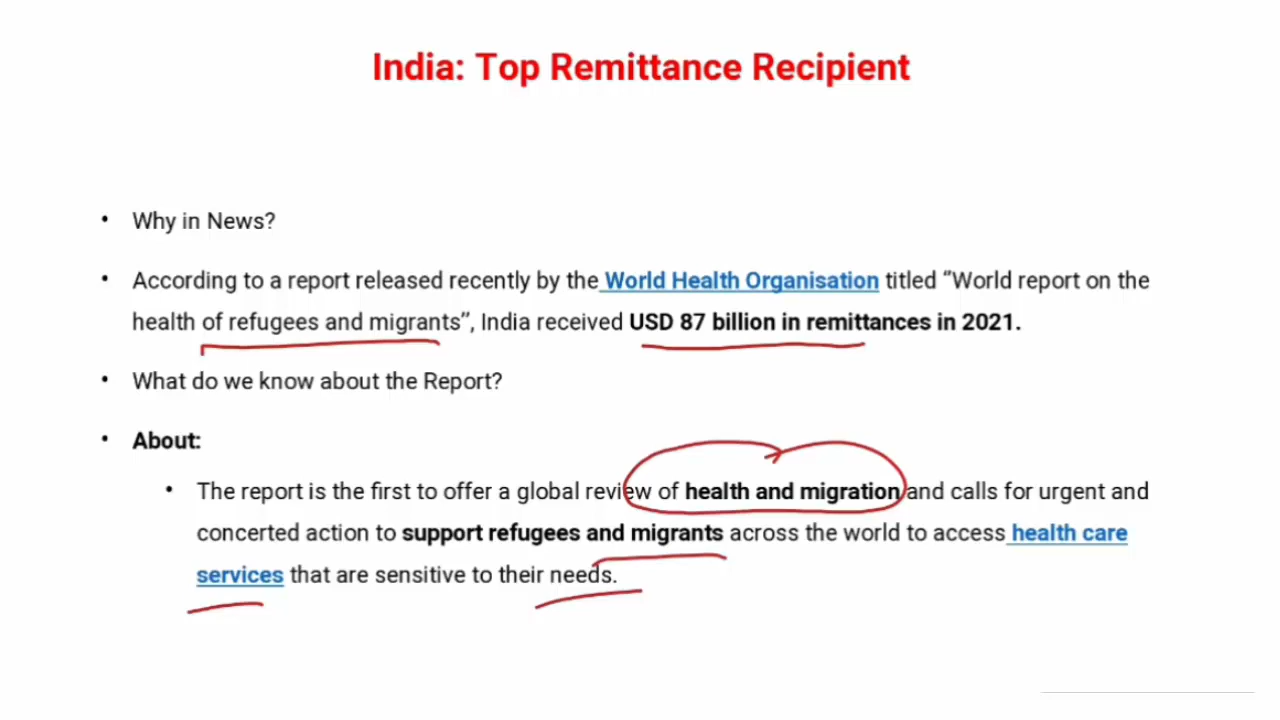 India: Top Remittance Recipient
• Why in News?
• According to a report released recently by the World Health Organisation titled “World report on the
health of refugees and migrants”, India received USD 87 billion in remittances in 2021.
• What do we know about the Report?
• About:
• The report is the first to offer a global review of health and migration and calls for urgent and
concerted action to support refugees and migrants across the world to access health care
services that are sensitive to their needs.